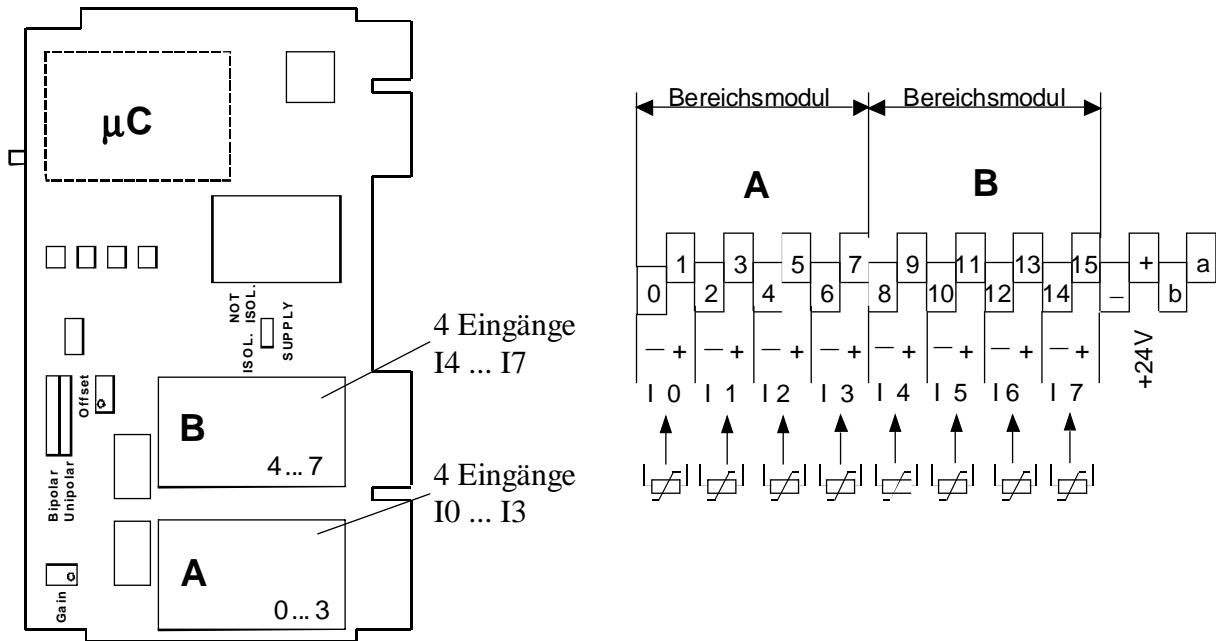 μC
NOT
ISOL. ISOL.
SUPPLY
4 Eingänge
I4 ... I7
Offset
B
4... 7
Bipolar
Unipolar
4 Eingänge
I0 ... I3
A
0... 3
Gain
Bereichsmodul Bereichsmodul
A B
1 3 5 7 9 11 13 15 + a
0 2 4 6 8 10 12 14 − b
− + − + − + − + − + − + − + − + +24V
I 0 I 1 I 2 I 3 I 4 I 5 I 6 I 7